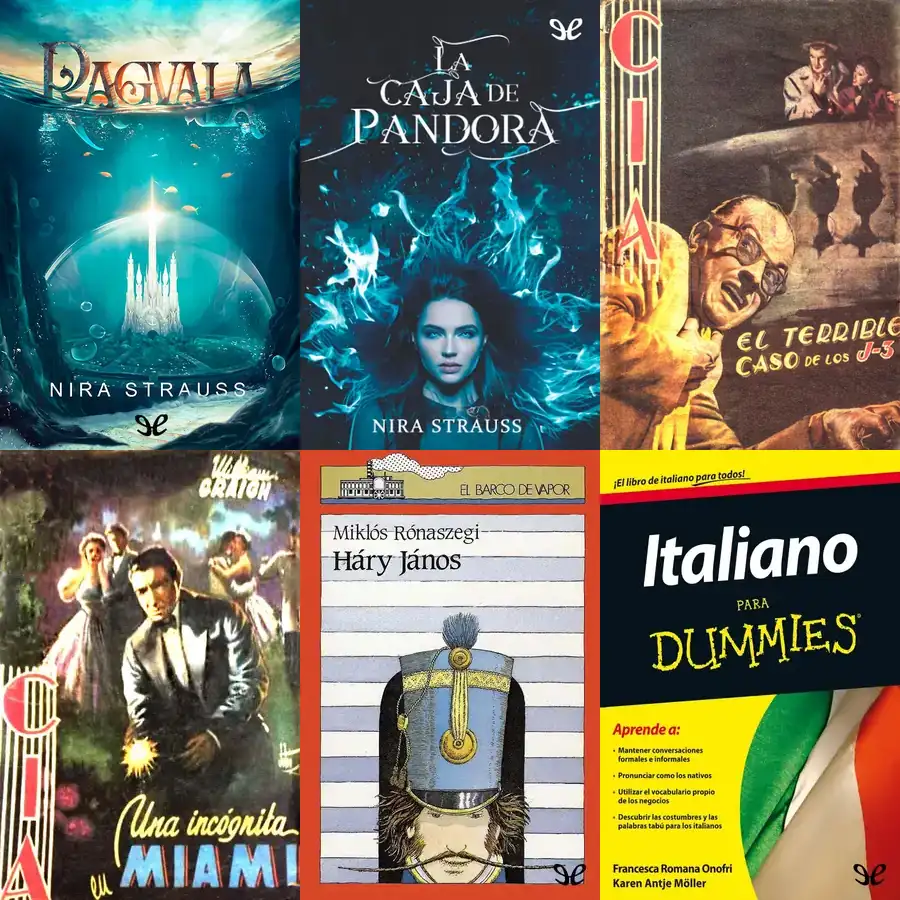 RAGVALA
NIRA STRAUSS
LA
CAJA DE
PANDORA
NIRA STRAUSS
CIA
EL TERRIBLE
CASO DE LOS J-3
William
GRAIGH
CIA
Una incógnita
en MIAMI
EL BARCO DE VAPOR
Miklós Rónaszegi
Háry János
¡El libro de italiano para todos!
Italiano
PARA
DUMMIES
Aprende a:
· Mantener conversaciones
formales e informales
· Pronunciar como los nativos
· Utilizar el vocabulario propio
de los negocios
· Descubrir las costumbres y las
palabras tabú para los italianos
Francesca Romana Onofri
Karen Antje Möller